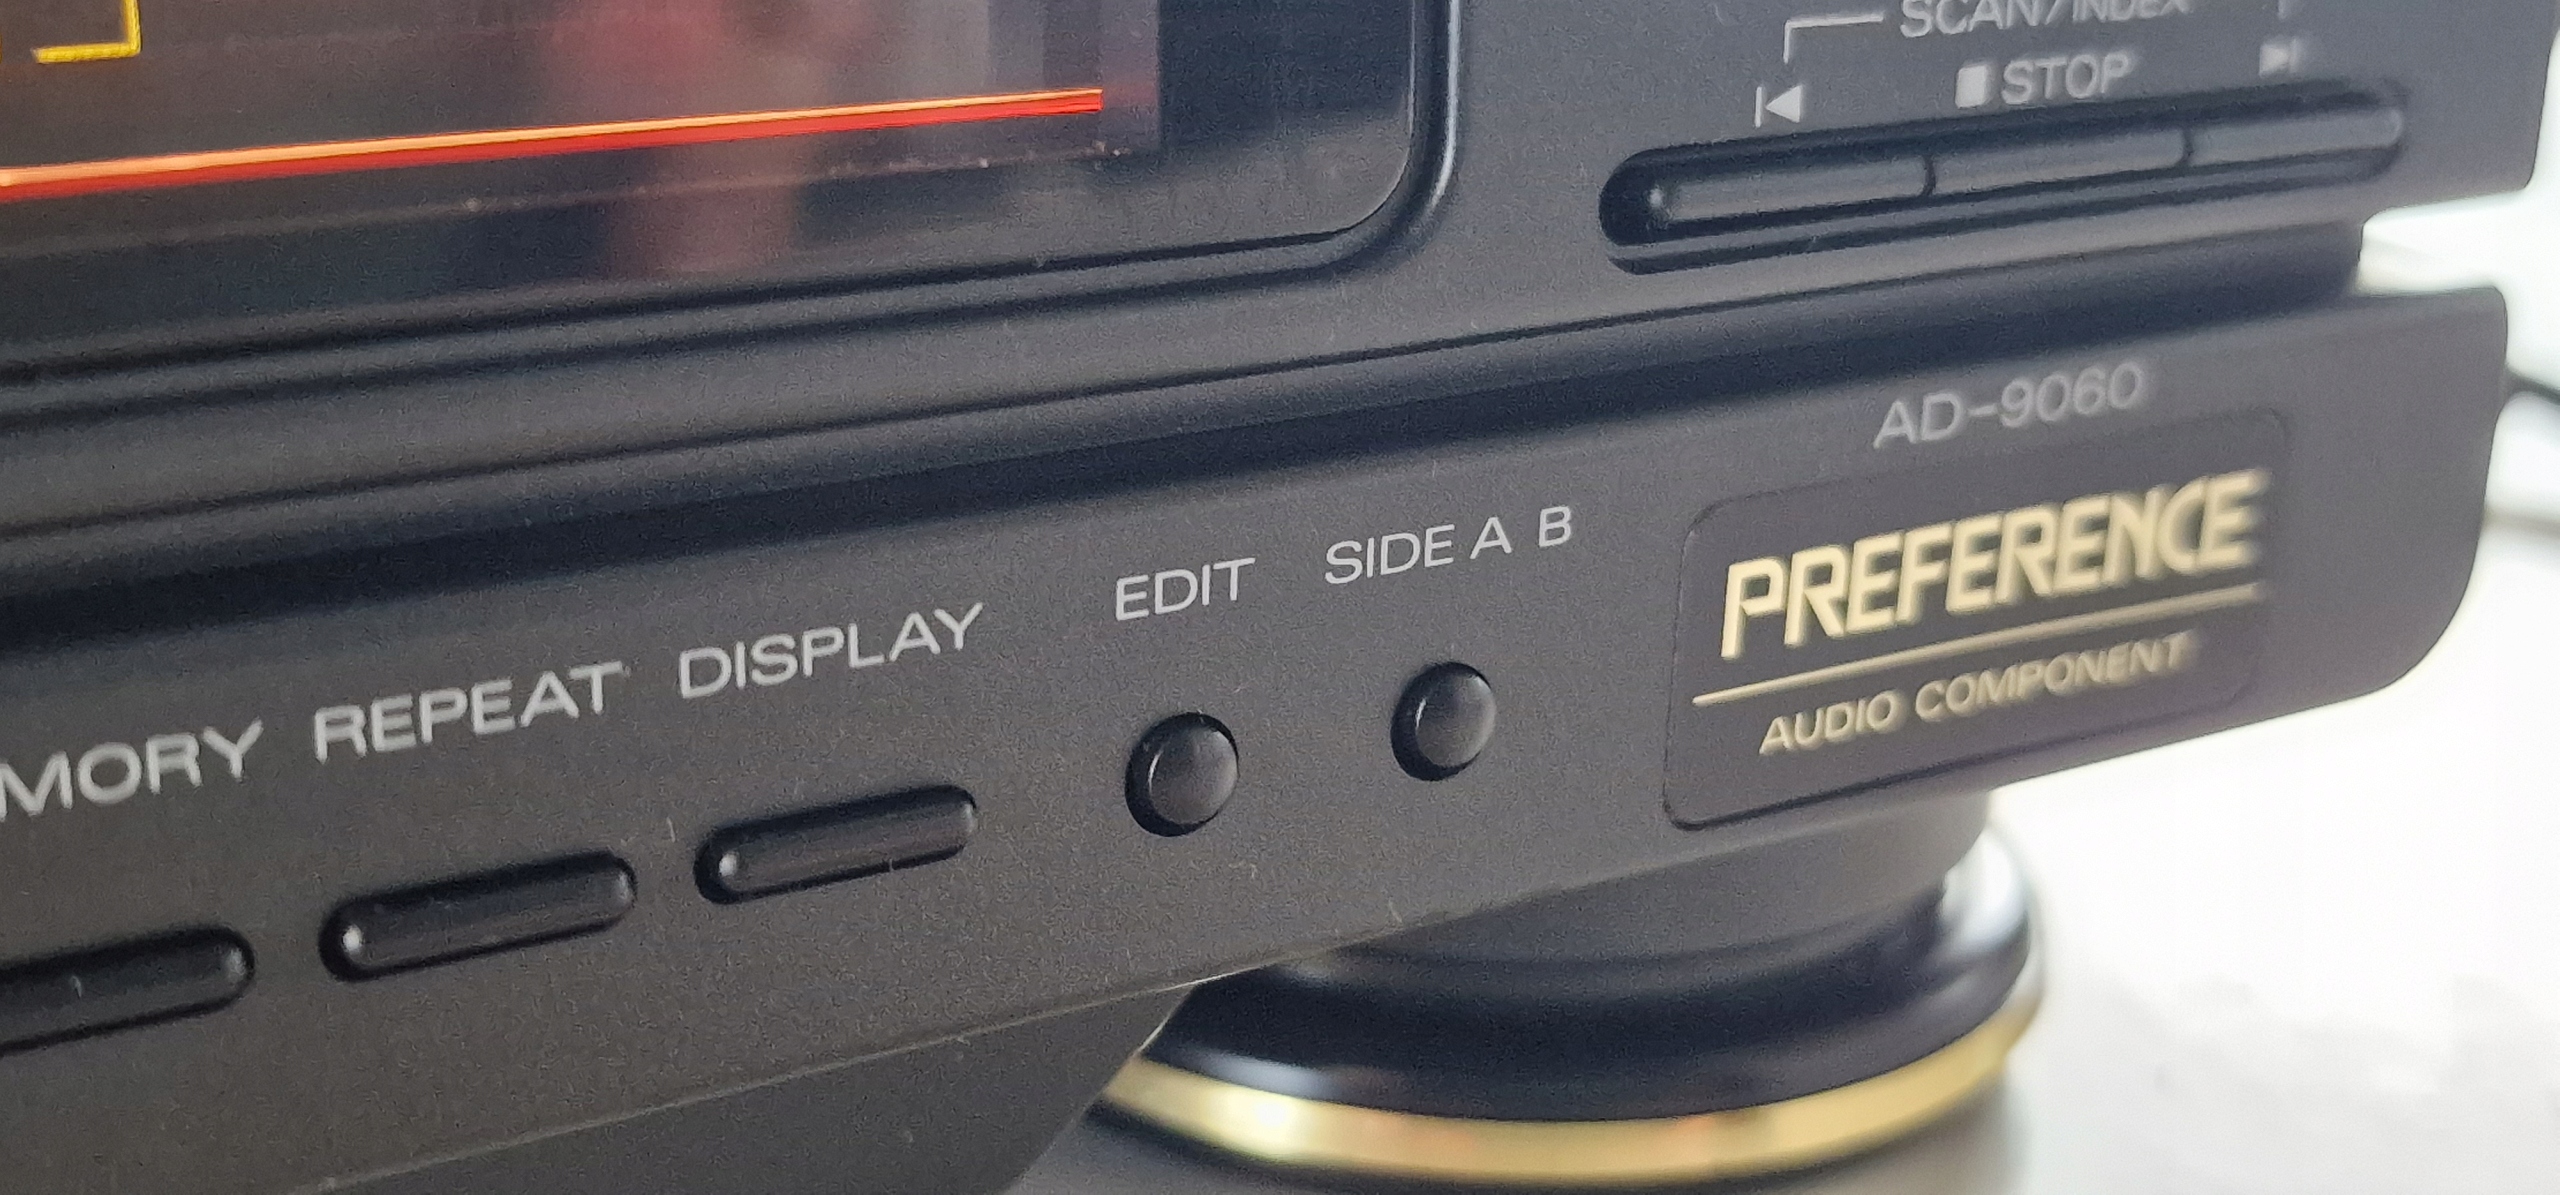 SCAN/INDEX
STOP
AD-9060
PREFERENCE
AUDIO COMPONENT
MORY REPEAT DISPLAY EDIT SIDE A B